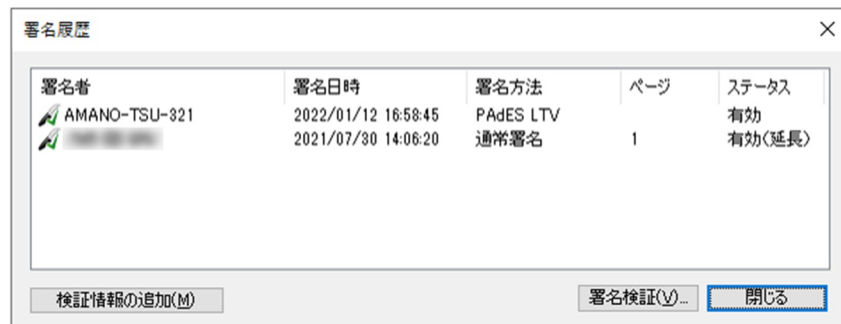 署名履歴
署名者 署名日時 署名方法 ページ ステータス
AMANO-TSU-321 2022/01/12 16:58:45 PAdES LTV 有効
2021/07/30 14:06:20 通常署名 1 有効(延長)
検証情報の追加(M) 署名検証(V)... 閉じる